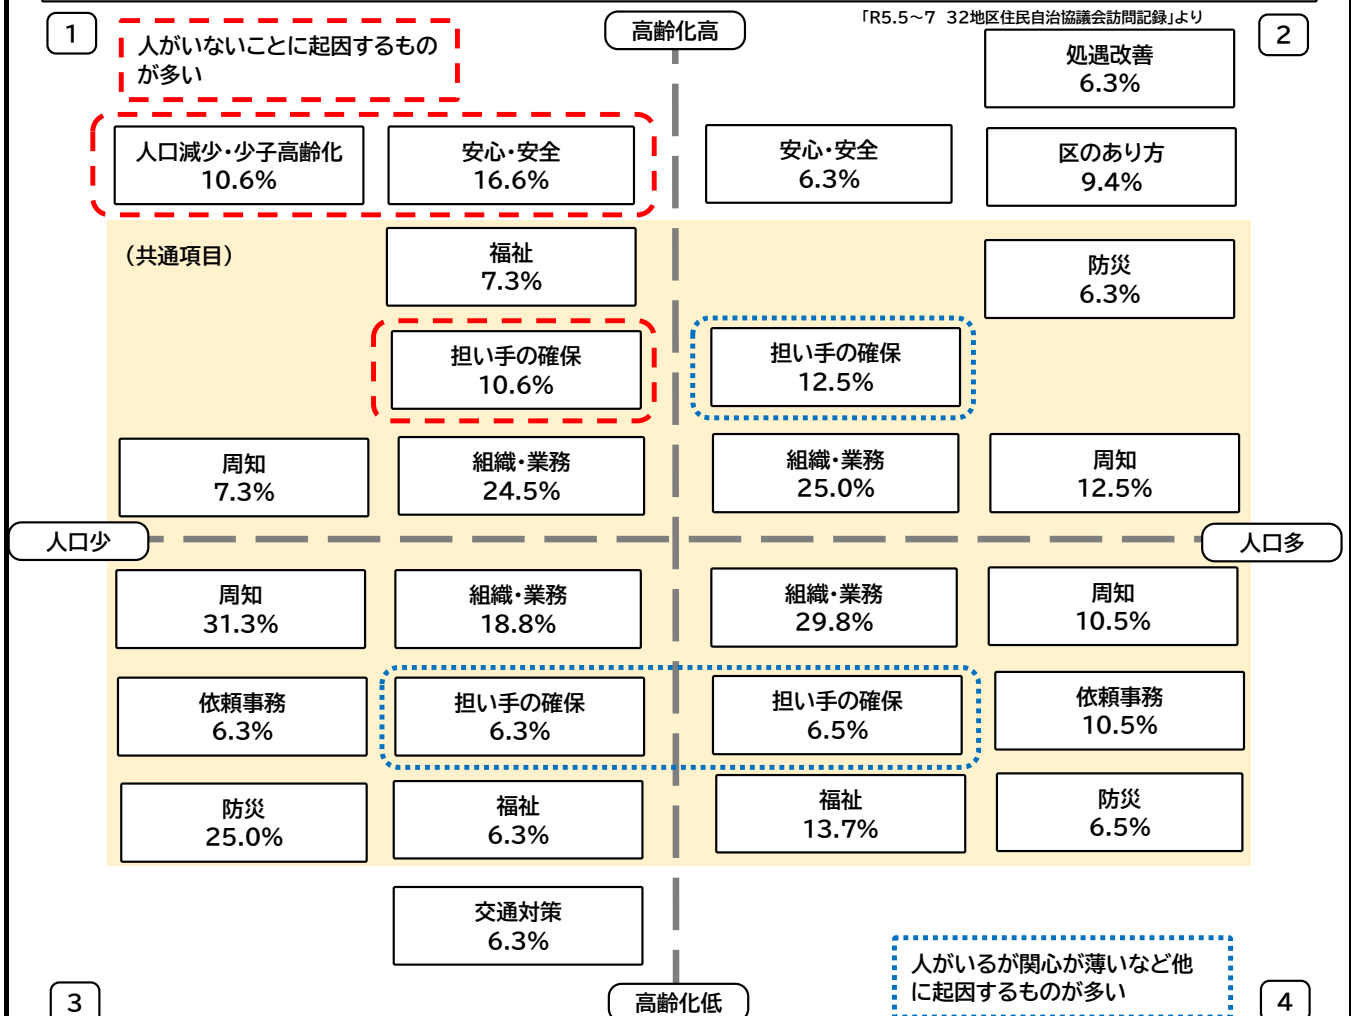 「R5.5～7 32地区住民自治協議会訪問記録」より
1
人がいないことに起因するもの
が多い
高齢化高
2
処遇改善
6.3%
人口減少・少子高齢化
10.6%
安心・安全
16.6%
安心・安全
6.3%
区のあり方
9.4%
（共通項目）
福祉
7.3%
防災
6.3%
担い手の確保
10.6%
担い手の確保
12.5%
周知
7.3%
組織・業務
24.5%
組織・業務
25.0%
周知
12.5%
人口少
人口多
周知
31.3%
組織・業務
18.8%
組織・業務
29.8%
周知
10.5%
依頼事務
6.3%
担い手の確保
6.3%
担い手の確保
6.5%
依頼事務
10.5%
防災
25.0%
福祉
6.3%
福祉
13.7%
防災
6.5%
交通対策
6.3%
人がいるが関心が薄いなど他
に起因するものが多い
3
高齢化低
4